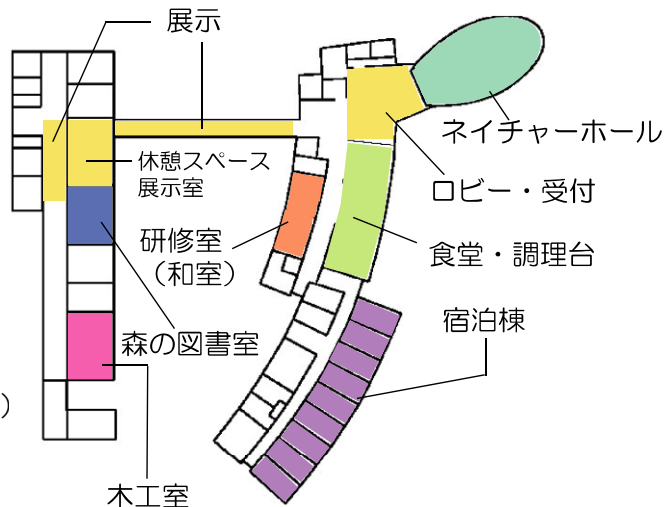 展示
ネイチャーホール
休憩スペース
展示室
ロビー・受付
研修室
（和室）
食堂・調理台
宿泊棟
森の図書室
）
木工室